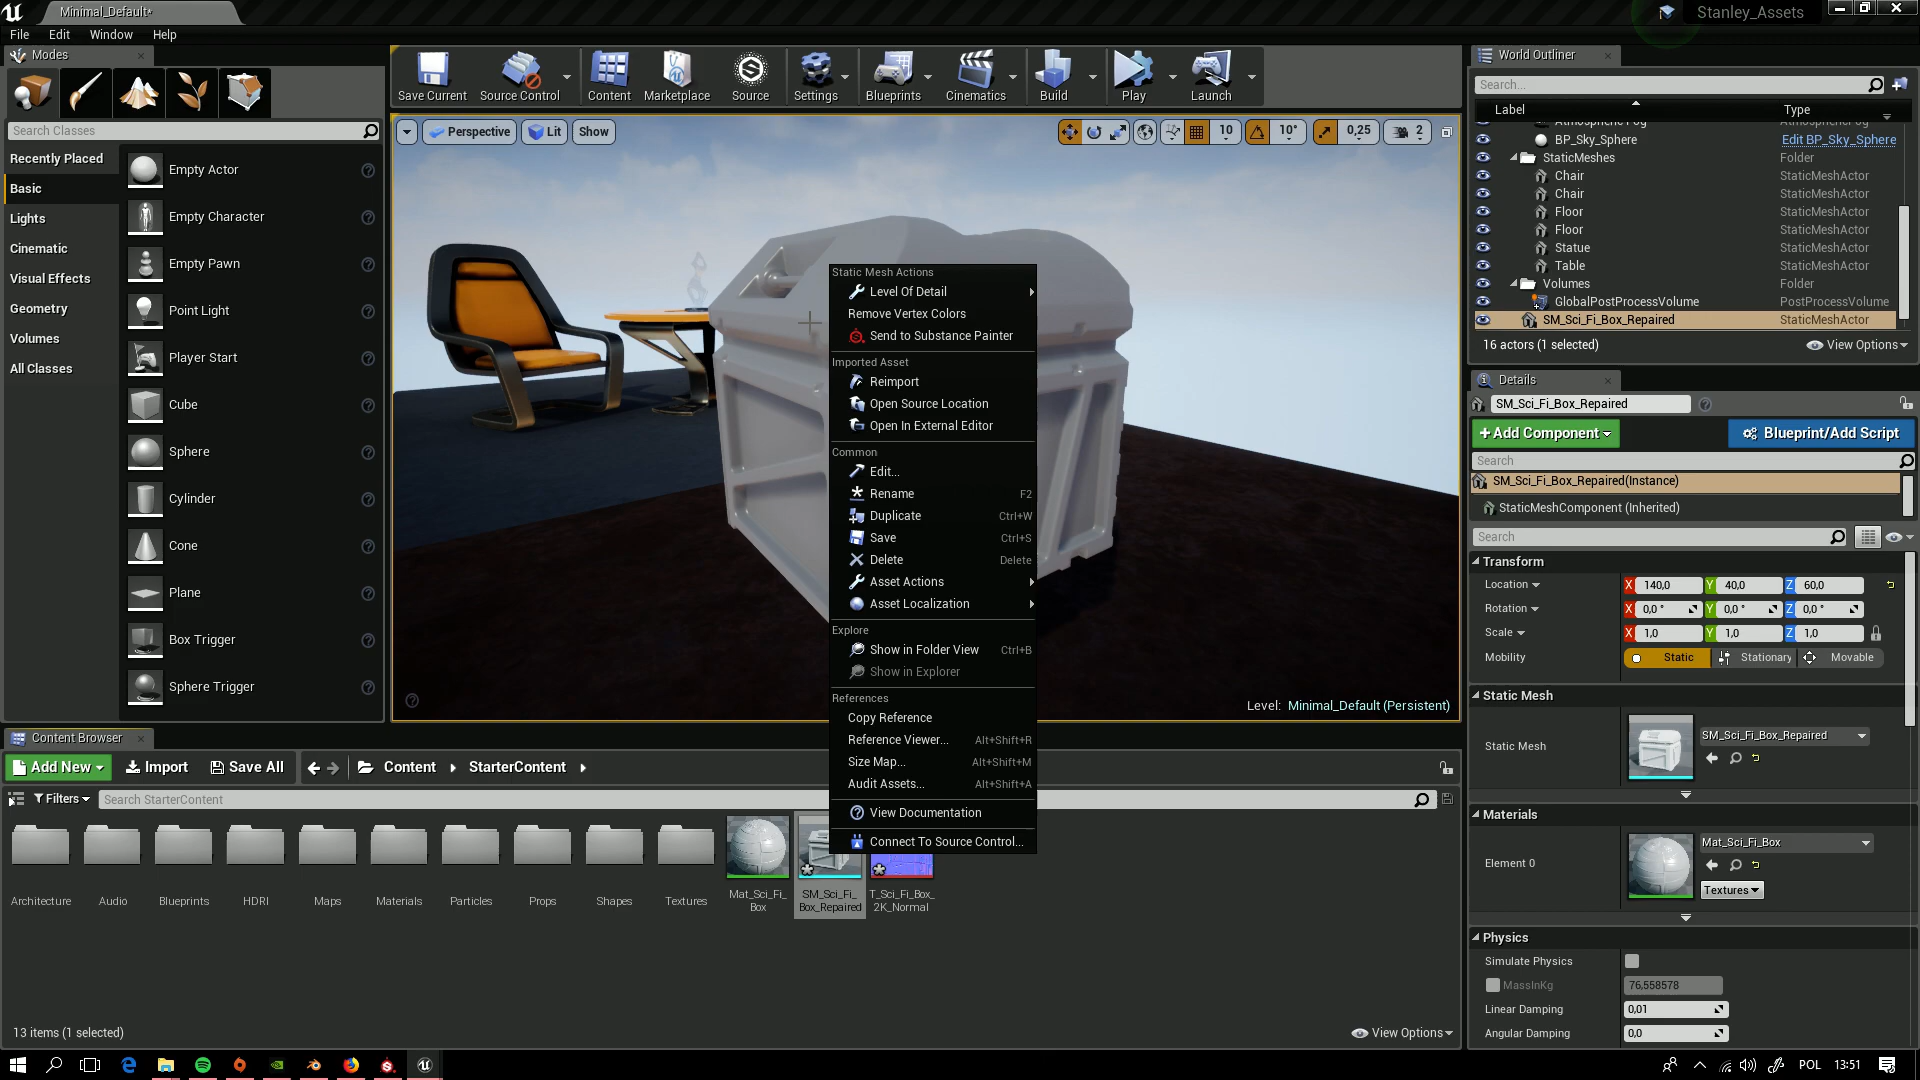 Minimal_Default*
Stanley_Assets
File Edit Window Help
Modes
Search Classes
Recently Placed
Basic
Lights
Cinematic
Visual Effects
Geometry
Volumes
All Classes
Empty Actor
Empty Character
Empty Pawn
Point Light
Player Start
Cube
Sphere
Cylinder
Cone
Plane
Box Trigger
Sphere Trigger
Save Current Source Control Content Marketplace Source Settings Blueprints Cinematics Build Play Launch
Perspective Lit Show
10 10° 0,25 2
Static Mesh Actions
Level Of Detail
Remove Vertex Colors
Send to Substance Painter
Imported Asset
Reimport
Open Source Location
Open In External Editor
Common
Edit...
Rename F2
Duplicate Ctrl+W
Save Ctrl+S
Delete Delete
Asset Actions
Asset Localization
Explore
Show in Folder View Ctrl+B
Show in Explorer
References
Copy Reference
Reference Viewer... Alt+Shift+R
Size Map... Alt+Shift+M
Audit Assets... Alt+Shift+A
View Documentation
Connect To Source Control...
Level: Minimal_Default (Persistent)
World Outliner
Search...
Label Type
BP_Sky_Sphere Edit BP_Sky_Sphere
StaticMeshes Folder
Chair StaticMeshActor
Chair StaticMeshActor
Floor StaticMeshActor
Floor StaticMeshActor
Statue StaticMeshActor
Table StaticMeshActor
Volumes Folder
GlobalPostProcessVolume PostProcessVolume
SM_Sci_Fi_Box_Repaired StaticMeshActor
16 actors (1 selected) View Options
Details
SM_Sci_Fi_Box_Repaired
+ Add Component Blueprint/Add Script
Search
SM_Sci_Fi_Box_Repaired(Instance)
StaticMeshComponent (Inherited)
Search
Transform
Location X 140,0 Y 40,0 Z 60,0
Rotation X 0,0 ° Y 0,0 ° Z 0,0 °
Scale X 1,0 Y 1,0 Z 1,0
Mobility Static Stationary Movable
Static Mesh
Static Mesh SM_Sci_Fi_Box_Repaired
Materials
Element 0 Mat_Sci_Fi_Box
Textures
Physics
Simulate Physics
MassInKg 76,558578
Linear Damping 0,01
Angular Damping 0,0
Content Browser
Add New Import Save All Content StarterContent
Filters Search StarterContent
Architecture Audio Blueprints HDRI Maps Materials Particles Props Shapes Textures
Mat_Sci_Fi_
Box
SM_Sci_Fi_
Box_Repaired
T_Sci_Fi_Box_
2K_Normal
13 items (1 selected) View Options
POL 13:51